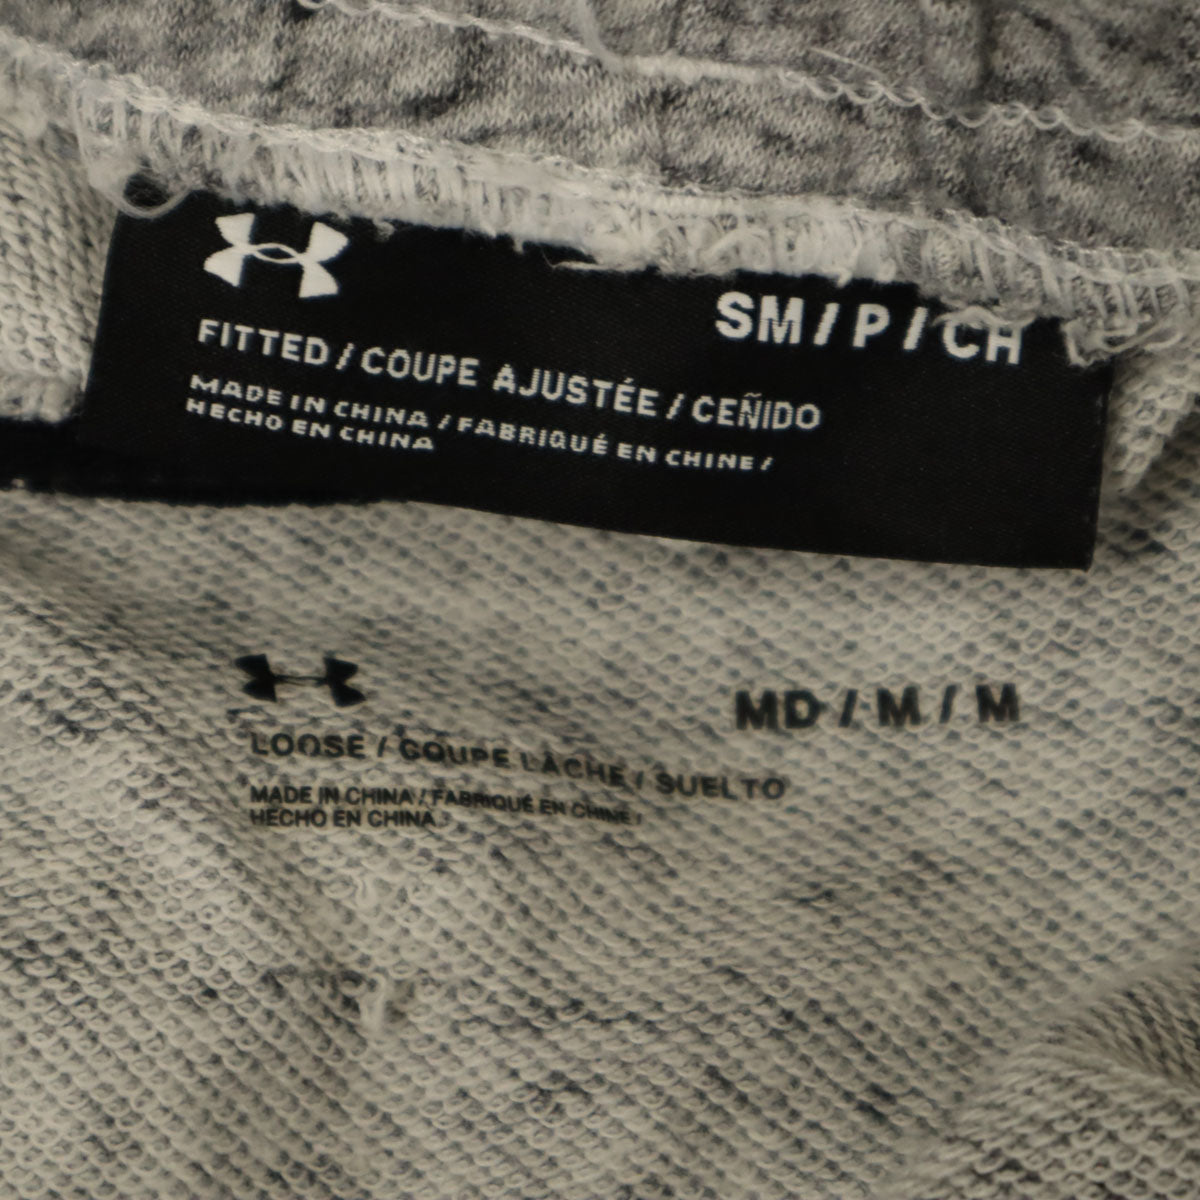 SM / P / CH
FITTED / COUPE AJUSTÉE / CEÑIDO
MADE IN CHINA / FABRIQUÉ EN CHINE /
HECHO EN CHINA
MD / M / M
LOOSE / COUPE LÂCHE / SUELTO
MADE IN CHINA / FABRIQUÉ EN CHINE /
HECHO EN CHINA